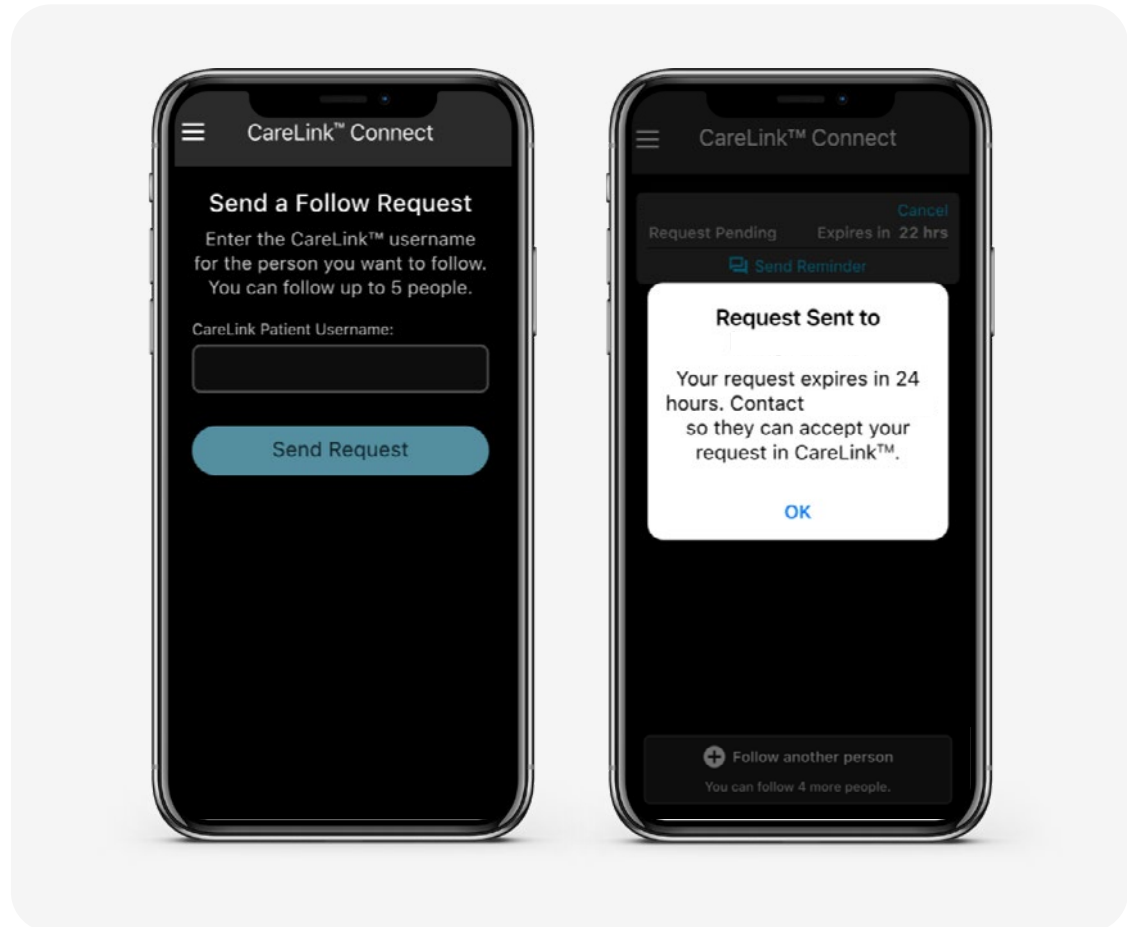 CareLink™ Connect
Send a Follow Request
Enter the CareLink™ username
for the person you want to follow.
You can follow up to 5 people.
CareLink Patient Username:
Send Request
CareLink™ Connect
Cancel
Request Pending Expires in 22 hrs
Send Reminder
Request Sent to
Your request expires in 24
hours. Contact
so they can accept your
request in CareLink™.
OK
Follow another person
You can follow 4 more people.